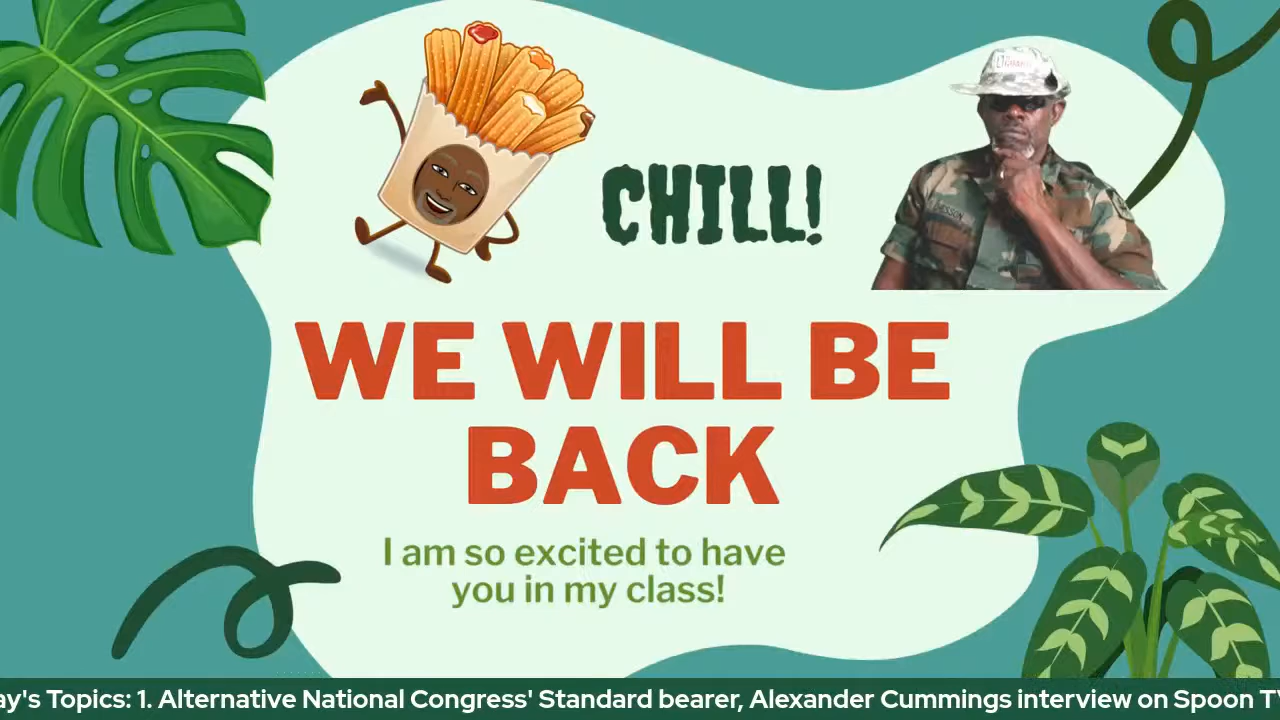 CHILL!
WE WILL BE
BACK
I am so excited to have
you in my class!
ay's Topics: 1. Alternative National Congress' Standard bearer, Alexander Cummings interview on Spoon TV